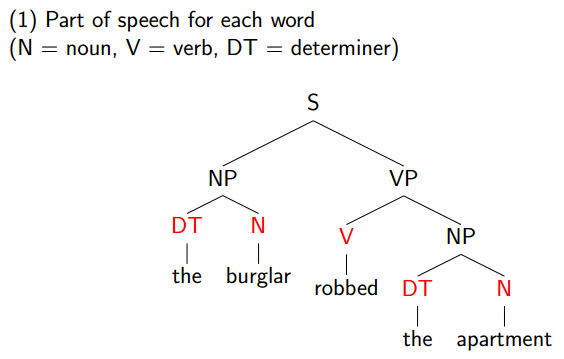 (1) Part of speech for each word
(N = noun, V = verb, DT = determiner)
S
NP VP
DT N V NP
the burglar robbed DT N
the apartment